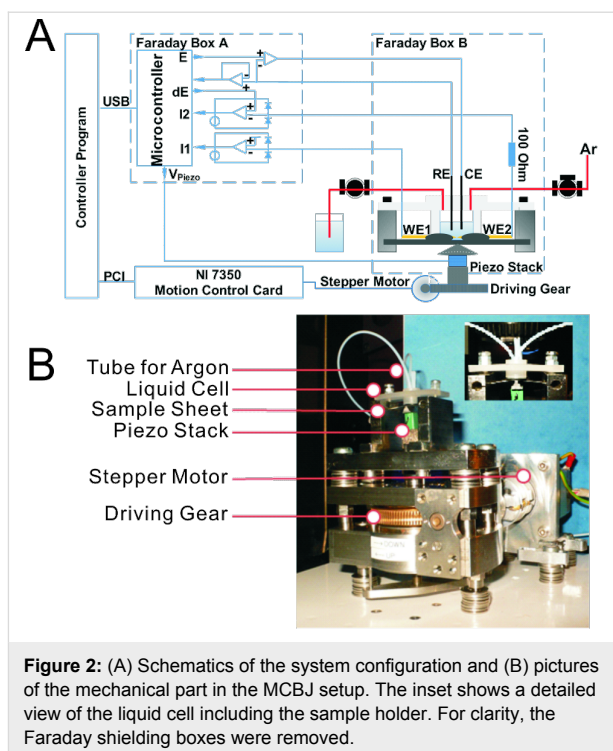 A
Faraday Box A
Faraday Box B
E
dE
I2
I1
Microcontroller
V Piezo
USB
Controller Program
100 Ohm
Ar
RE
CE
WE1
WE2
Piezo Stack
PCI
NI 7350
Motion Control Card
Stepper Motor
Driving Gear
+
-
+
-
+
-
+
-
B
Tube for Argon
Liquid Cell
Sample Sheet
Piezo Stack
Stepper Motor
Driving Gear
Figure 2: (A) Schematics of the system configuration and (B) pictures
of the mechanical part in the MCBJ setup. The inset shows a detailed
view of the liquid cell including the sample holder. For clarity, the
Faraday shielding boxes were removed.